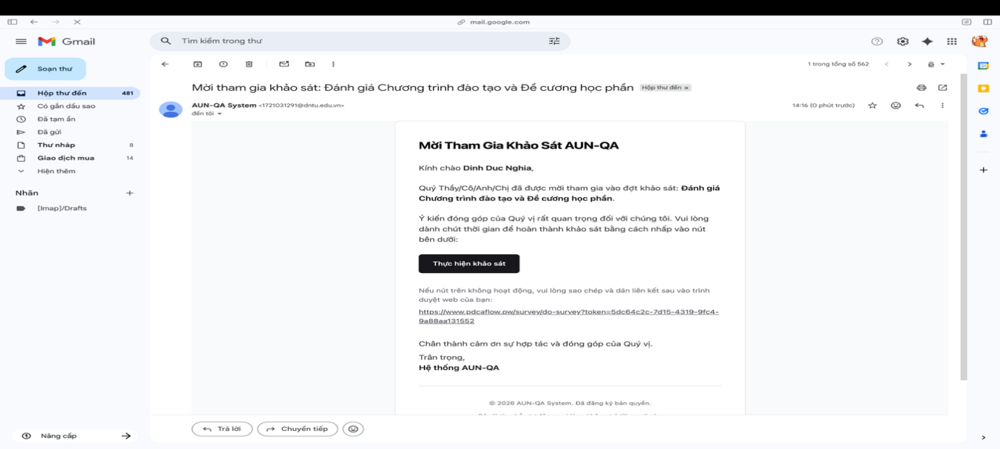 mail.google.com
Gmail
Tìm kiếm trong thư
Soạn thư
1 trong tổng số 562
Hộp thư đến 481
Có gắn dấu sao
Đã tạm ẩn
Đã gửi
Thư nháp 8
Giao dịch mua 14
Hiện thêm
Nhãn
[Imap]/Drafts
Nâng cấp
31
Mời tham gia khảo sát: Đánh giá Chương trình đào tạo và Đề cương học phần Hộp thư đến ×
AUN-QA System <1721031291@dntu.edu.vn> 14:16 (0 phút trước)
đến tôi
Mời Tham Gia Khảo Sát AUN-QA
Kính chào Dinh Duc Nghia,
Quý Thầy/Cô/Anh/Chị đã được mời tham gia vào đợt khảo sát: Đánh giá
Chương trình đào tạo và Đề cương học phần.
Ý kiến đóng góp của Quý vị rất quan trọng đối với chúng tôi. Vui lòng
dành chút thời gian để hoàn thành khảo sát bằng cách nhấp vào nút
bên dưới:
Thực hiện khảo sát
Nếu nút trên không hoạt động, vui lòng sao chép và dán liên kết sau vào trình
duyệt web của bạn:
https://www.pdcaflow.pw/survey/do-survey?token=5dc64c2c-7d15-4319-9fc4-
9a88aa131552
Chân thành cảm ơn sự hợp tác và đóng góp của Quý vị.
Trân trọng,
Hệ thống AUN-QA
© 2026 AUN-QA System. Đã đăng ký bản quyền.
Trả lời
Chuyển tiếp